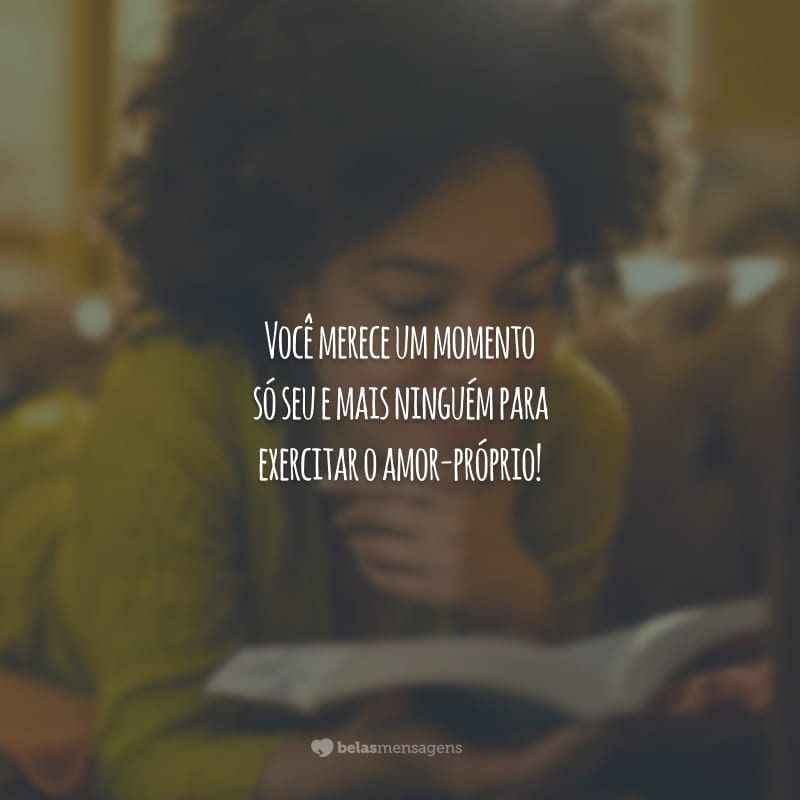 Você merece um momento
só seu e mais ninguém para
exercitar o amor-próprio!
belasmensagens